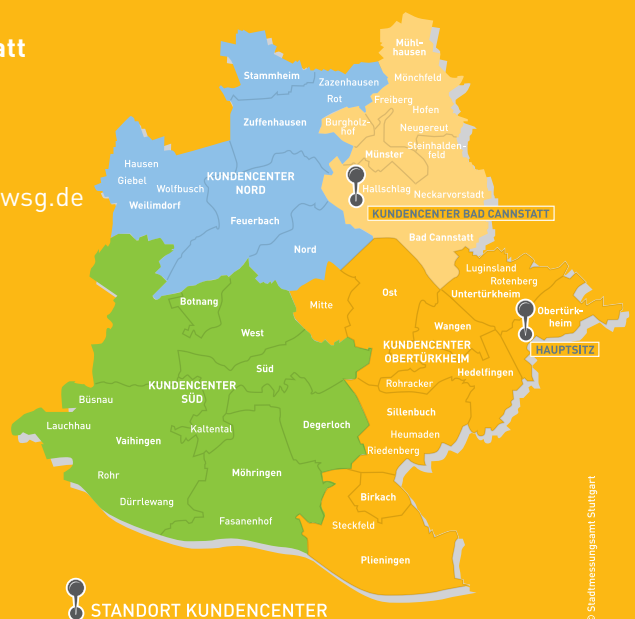 att
wsg.de
Mühl-
hausen
Stammheim
Zazenhausen
Mönchfeld
Rot
Freiberg
Hofen
Zuffenhausen
Burgholz-
hof
Neugereut
Steinhalden-
feld
Münster
Hausen
Giebel
Wolfbusch
Weilimdorf
KUNDENCENTER
NORD
Hallschlag
Neckarvorstadt
KUNDENCENTER BAD CANNSTATT
Feuerbach
Bad Cannstatt
Nord
Luginsland
Rotenberg
Untertürkheim
Ost
Mitte
Botnang
Obertürk-
heim
Wangen
West
KUNDENCENTER
OBERTÜRKHEIM
HAUPTSITZ
Süd
Hedelfingen
KUNDENCENTER
SÜD
Rohracker
Büsnau
Sillenbuch
Lauchhau
Kaltental
Degerloch
Heumaden
Vaihingen
Riedenberg
Rohr
Möhringen
Dürrlewang
Birkach
Fasanenhof
Steckfeld
Plieningen
STANDORT KUNDENCENTER
© Stadtmessungsamt Stuttgart